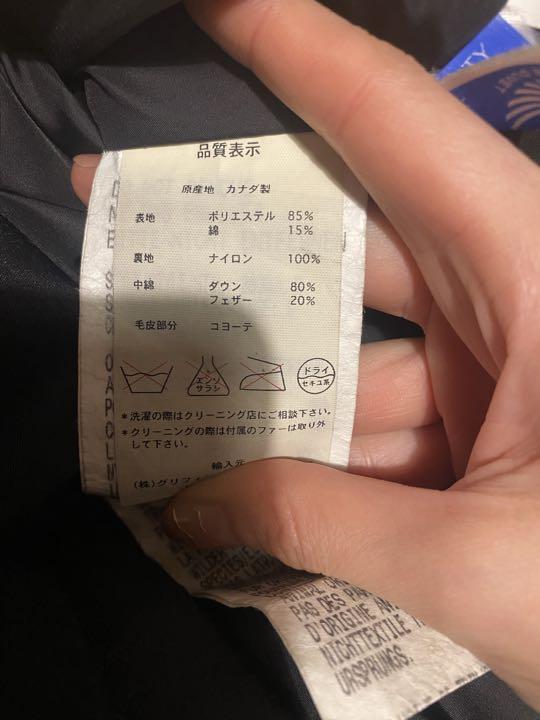 品質表示
原産地 カナダ製
表地 ポリエステル 85%
綿 15%
裏地 ナイロン 100%
中綿 ダウン 80%
フェザー 20%
毛皮部分 コヨーテ
エンソ
サラシ
ドライ
セキユ系
*洗濯の際はクリーニング店にご相談下さい。
*クリーニングの際は付属のファーは取り外
して下さい。
輸入元
(株)グリフ
PAS DES
D'ORIGINE
NICHTTEXTILE
URSPRUNGS.